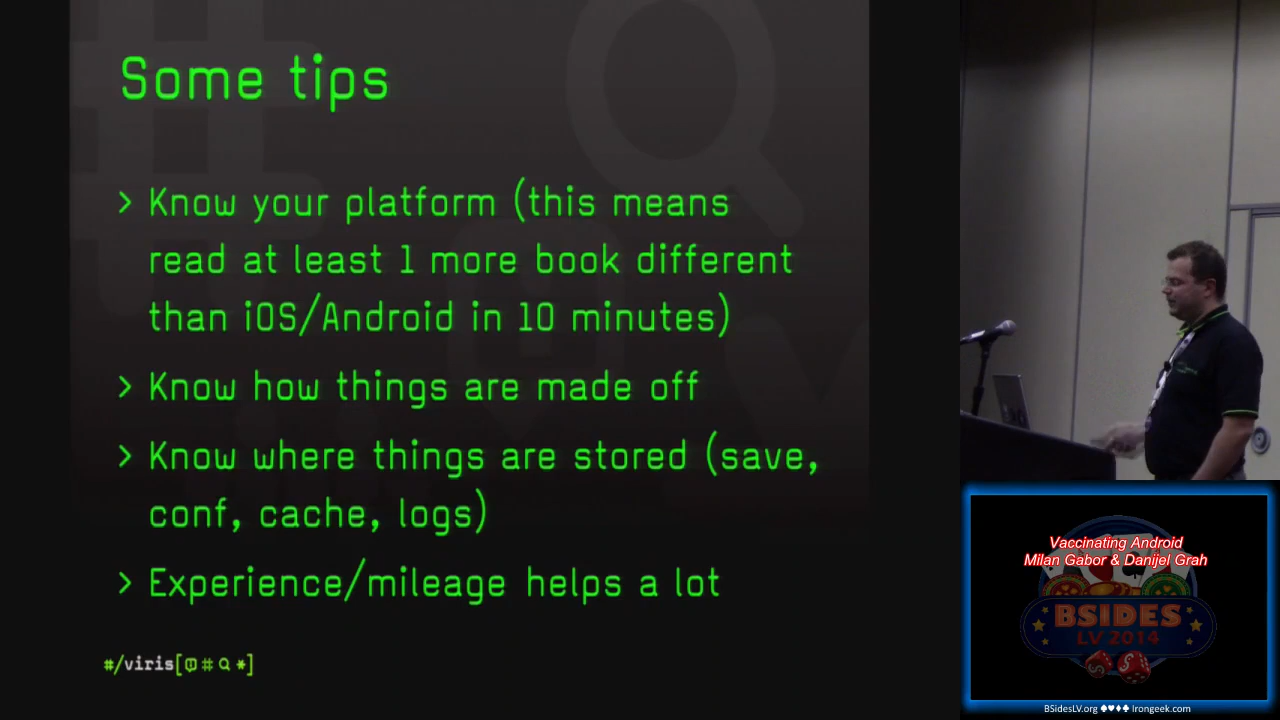 Some tips
> Know your platform (this means
read at least 1 more book different
than iOS/Android in 10 minutes)
> Know how things are made off
> Know where things are stored (save,
conf, cache, logs)
> Experience/mileage helps a lot
#/viris[#*]
Vaccinating Android
Milan Gabor & Danijel Grah
BSIDES
LV 2014
BSidesLV.org ♠♥♦♣ Irongeek.com